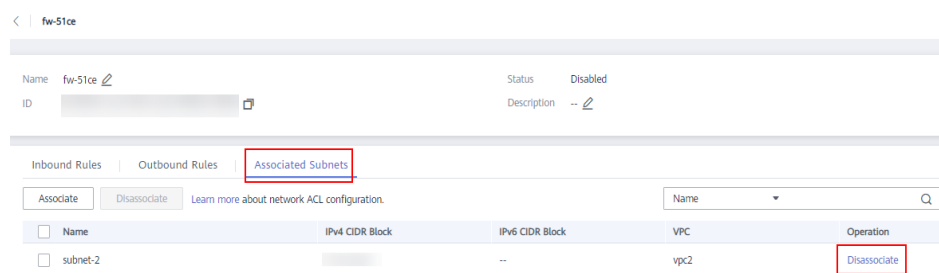 fw-51ce
Name fw-51ce Status Disabled
ID Description --
Inbound Rules Outbound Rules Associated Subnets
Associate Disassociate Learn more about network ACL configuration. Name
Name IPv4 CIDR Block IPv6 CIDR Block VPC Operation
subnet-2 -- vpc2 Disassociate